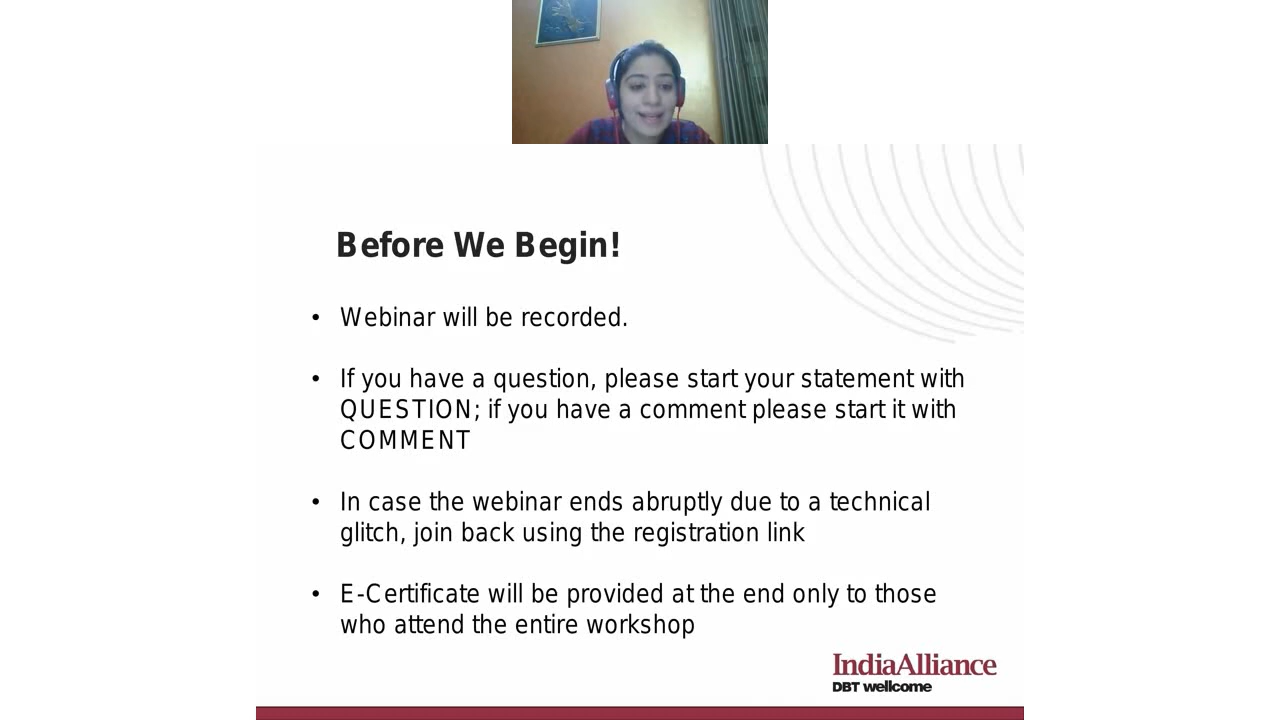 Before We Begin!
• Webinar will be recorded.
• If you have a question, please start your statement with
QUESTION; if you have a comment please start it with
COMMENT
• In case the webinar ends abruptly due to a technical
glitch, join back using the registration link
• E-Certificate will be provided at the end only to those
who attend the entire workshop
IndiaAlliance
DBT wellcome